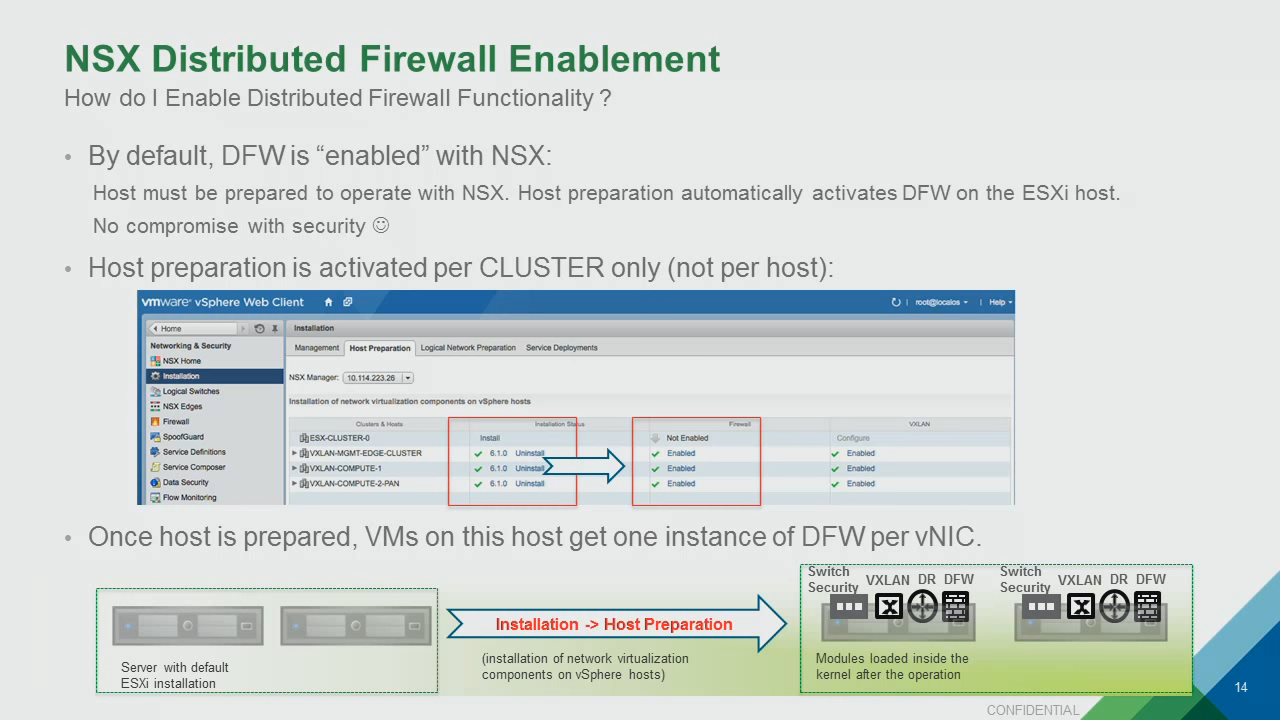 NSX Distributed Firewall Enablement
How do I Enable Distributed Firewall Functionality ?
• By default, DFW is “enabled” with NSX:
Host must be prepared to operate with NSX. Host preparation automatically activates DFW on the ESXi host.
No compromise with security ☺
• Host preparation is activated per CLUSTER only (not per host):
vmware® vSphere Web Client
root@localos
Help
Home
Networking & Security
NSX Home
Installation
Logical Switches
NSX Edges
Firewall
SpoofGuard
Service Definitions
Service Composer
Data Security
Flow Monitoring
Installation
Management Host Preparation Logical Network Preparation Service Deployments
NSX Manager: 10.114.223.26
Installation of network virtualization components on vSphere hosts
Clusters & Hosts Installation Status Firewall VXLAN
ESX-CLUSTER-0 Install Not Enabled Configure
VXLAN-MGMT-EDGE-CLUSTER 6.1.0 Uninstall Enabled Enabled
VXLAN-COMPUTE-1 6.1.0 Uninstall Enabled Enabled
VXLAN-COMPUTE-2-PAN 6.1.0 Uninstall Enabled Enabled
• Once host is prepared, VMs on this host get one instance of DFW per vNIC.
Server with default
ESXi installation
Installation -> Host Preparation
(installation of network virtualization
components on vSphere hosts)
Switch
Security VXLAN DR DFW
Switch
Security VXLAN DR DFW
Modules loaded inside the
kernel after the operation
14
CONFIDENTIAL